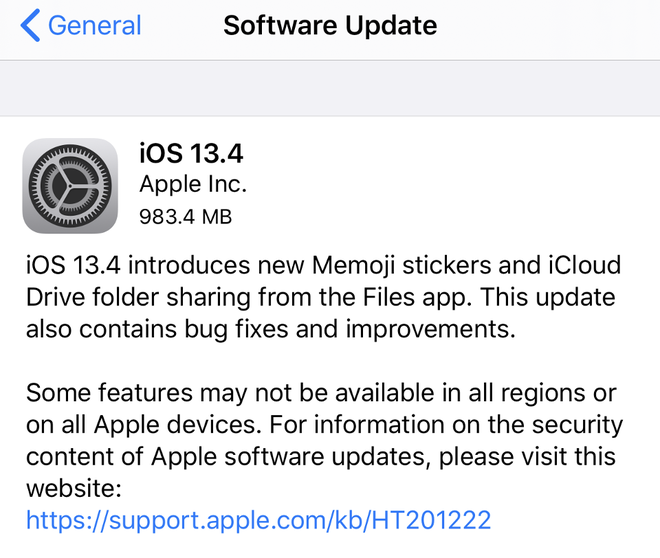 General
Software Update
iOS 13.4
Apple Inc.
983.4 MB
iOS 13.4 introduces new Memoji stickers and iCloud
Drive folder sharing from the Files app. This update
also contains bug fixes and improvements.
Some features may not be available in all regions or
on all Apple devices. For information on the security
content of Apple software updates, please visit this
website:
https://support.apple.com/kb/HT201222